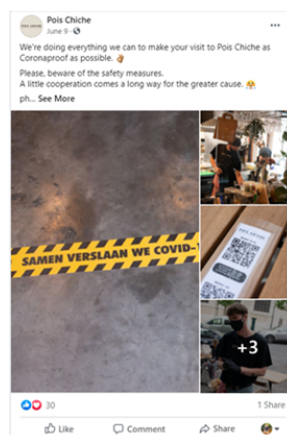 Pois Chiche
June 9 ·
We're doing everything we can to make your visit to Pois Chiche as
Coronaproof as possible.
Please, beware of the safety measures.
A little cooperation comes a long way for the greater cause.
ph... See More
SAMEN VERSLAAN WE COVID-1
+3
30
1 Share
Like
Comment
Share